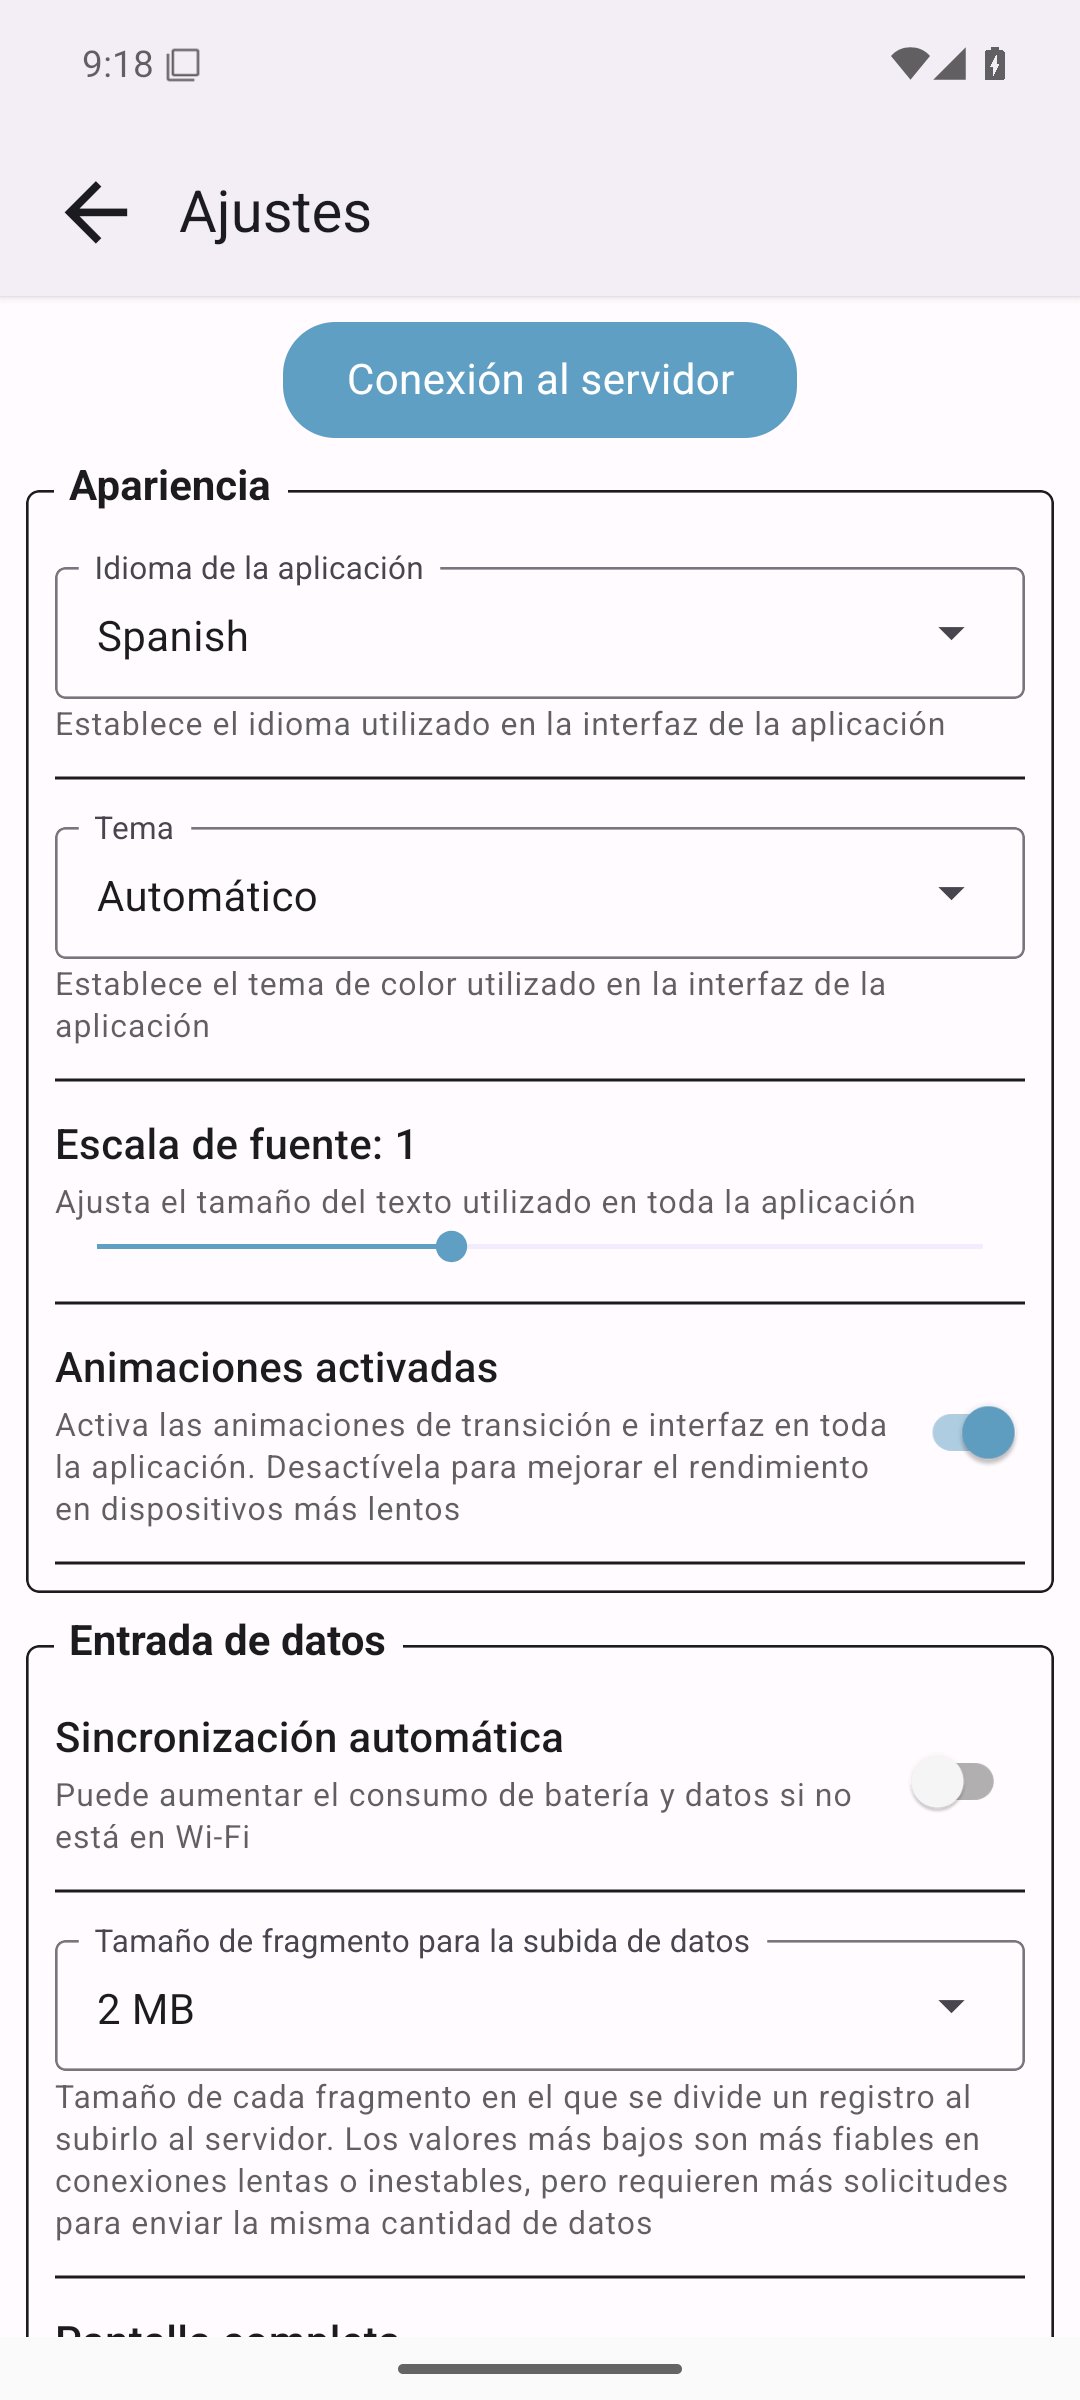 9:18
Ajustes
Conexión al servidor
Apariencia
Idioma de la aplicación
Spanish
Establece el idioma utilizado en la interfaz de la aplicación
Tema
Automático
Establece el tema de color utilizado en la interfaz de la
aplicación
Escala de fuente: 1
Ajusta el tamaño del texto utilizado en toda la aplicación
Animaciones activadas
Activa las animaciones de transición e interfaz en toda
la aplicación. Desactívela para mejorar el rendimiento
en dispositivos más lentos
Entrada de datos
Sincronización automática
Puede aumentar el consumo de batería y datos si no
está en Wi-Fi
Tamaño de fragmento para la subida de datos
2 MB
Tamaño de cada fragmento en el que se divide un registro al
subirlo al servidor. Los valores más bajos son más fiables en
conexiones lentas o inestables, pero requieren más solicitudes
para enviar la misma cantidad de datos
Pantalla completa